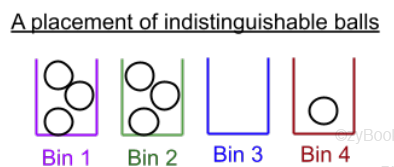 A placement of indistinguishable balls
©zyBook
Bin 1 Bin 2 Bin 3 Bin 4